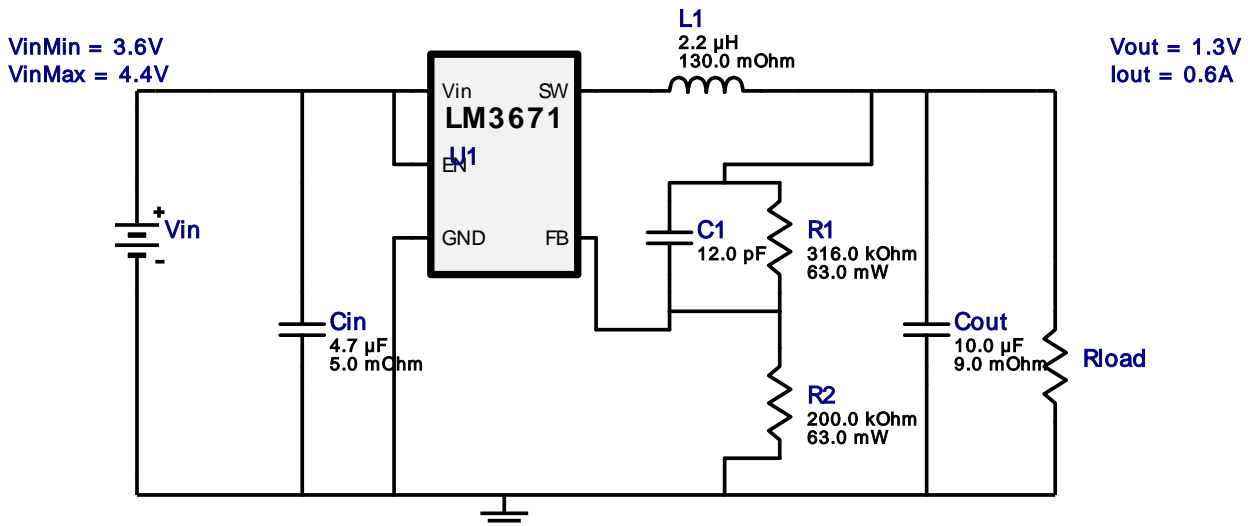 L1
2.2 µH
130.0 mOhm
VinMin = 3.6V
VinMax = 4.4V
Vout = 1.3V
Iout = 0.6A
Vin
SW
LM3671
U1
EN
GND
FB
+
Vin
-
C1
12.0 pF
R1
316.0 kOhm
63.0 mW
Cin
4.7 µF
5.0 mOhm
Cout
10.0 µF
9.0 mOhm
Rload
R2
200.0 kOhm
63.0 mW